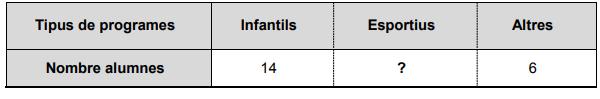 Tipus de programes Infantils Esportius Altres
Nombre alumnes 14 ? 6